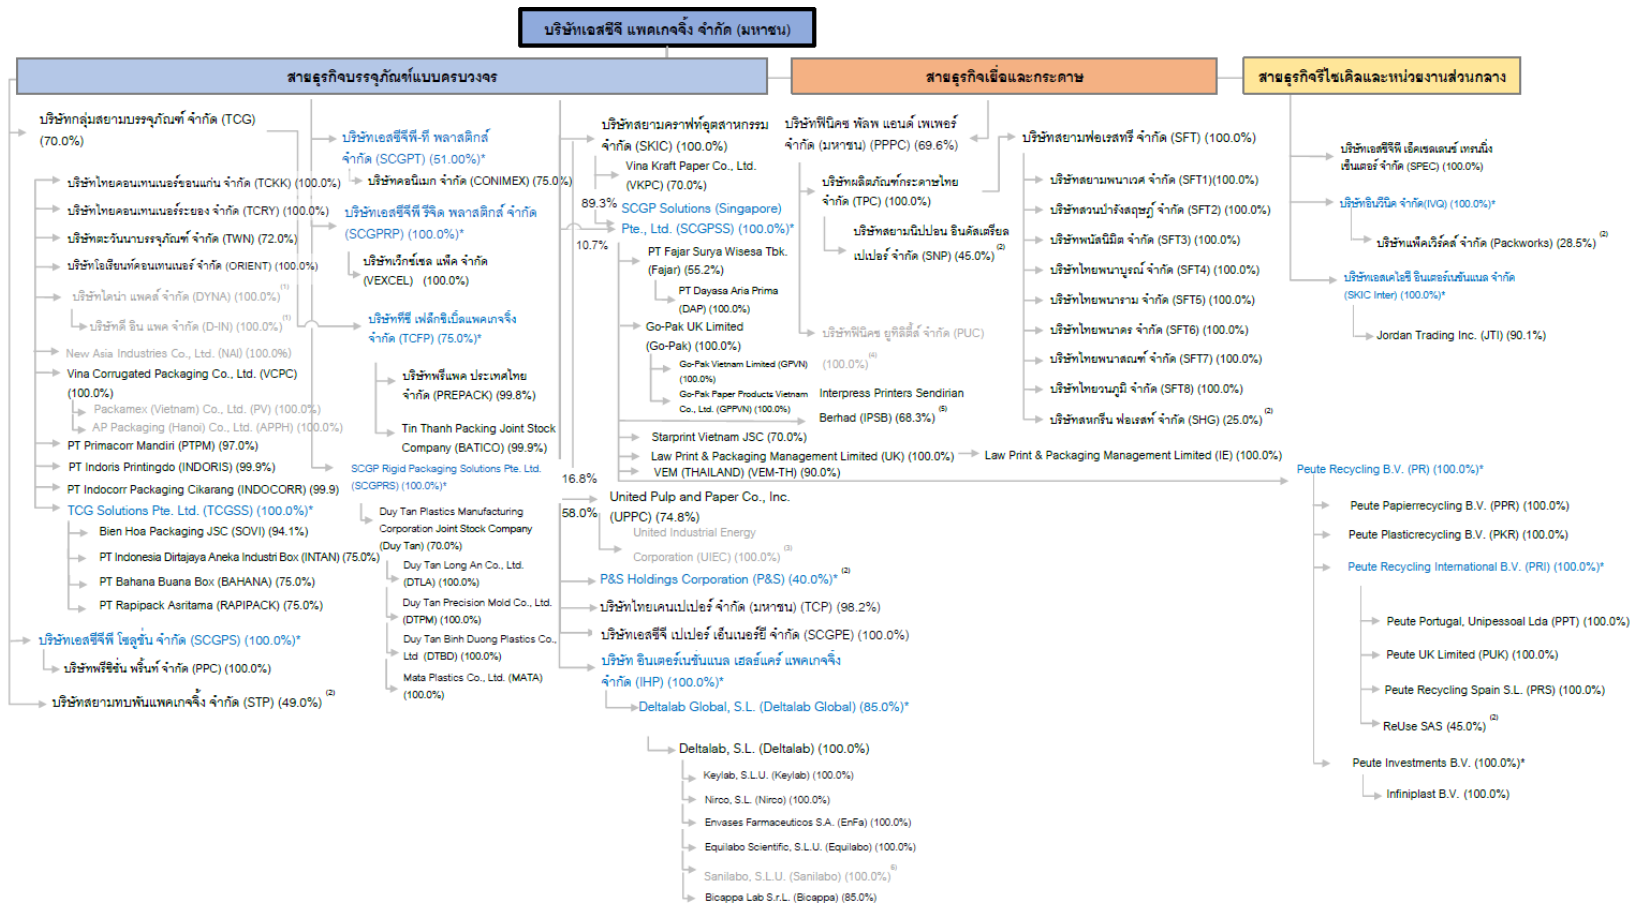 บริษัทเอสซีจี แพคเกจจิ้ง จำกัด (มหาชน)
สายธุรกิจบรรจุภัณฑ์แบบครบวงจร
สายธุรกิจเยื่อและกระดาษ
สายธุรกิจรีไซเคิลและหน่วยงานส่วนกลาง
บริษัทกลุ่มสยามบรรจุภัณฑ์ จำกัด (TCG)
(70.0%)
บริษัทไทยคอนเทนเนอร์ขอนแก่น จำกัด (TCKK) (100.0%)
บริษัทไทยคอนเทนเนอร์ระยอง จำกัด (TCRY) (100.0%)
บริษัทตะวันนาบรรจุภัณฑ์ จำกัด (TWN) (72.0%)
บริษัทโอเรียนท์คอนเทนเนอร์ จำกัด (ORIENT) (100.0%)
บริษัทไดน่า แพคส์ จำกัด (DYNA) (100.0%) (1)
บริษัทดี อิน แพค จำกัด (D-IN) (100.0%) (1)
New Asia Industries Co., Ltd. (NAI) (100.0%)
Vina Corrugated Packaging Co., Ltd. (VCPC)
(100.0%)
Packamex (Vietnam) Co., Ltd. (PV) (100.0%)
AP Packaging (Hanoi) Co., Ltd. (APPH) (100.0%)
PT Primacorr Mandiri (PTPM) (97.0%)
PT Indoris Printingdo (INDORIS) (99.9%)
PT Indocorr Packaging Cikarang (INDOCORR) (99.9)
TCG Solutions Pte. Ltd. (TCGSS) (100.0%)*
Bien Hoa Packaging JSC (SOVI) (94.1%)
PT Indonesia Dirtajaya Aneka Industri Box (INTAN) (75.0%)
PT Bahana Buana Box (BAHANA) (75.0%)
PT Rapipack Asritama (RAPIPACK) (75.0%)
บริษัทเอสซีจีพี โซลูชั่น จำกัด (SCGPS) (100.0%)*
บริษัทพรีซิชั่น พริ้นท์ จำกัด (PPC) (100.0%)
บริษัทสยามทบพันแพคเกจจิ้ง จำกัด (STP) (49.0%) (2)
บริษัทเอสซีจีพี-ที พลาสติกส์
จำกัด (SCGPT) (51.00%)*
บริษัทคอนิเมก จำกัด (CONIMEX) (75.0%)
บริษัทเอสซีจีพี ริจิด พลาสติกส์ จำกัด
(SCGPRP) (100.0%)*
บริษัทเว็กซ์เซล แพ็ค จำกัด
(VEXCEL) (100.0%)
บริษัททีซี เฟล็กซิเบิ้ลแพคเกจจิ้ง
จำกัด (TCFP) (75.0%)*
บริษัทพรีแพค ประเทศไทย
จำกัด (PREPACK) (99.8%)
Tin Thanh Packing Joint Stock
Company (BATICO) (99.9%)
SCGP Rigid Packaging Solutions Pte. Ltd.
(SCGPRS) (100.0%)*
Duy Tan Plastics Manufacturing
Corporation Joint Stock Company
(Duy Tan) (70.0%)
Duy Tan Long An Co., Ltd.
(DTLA) (100.0%)
Duy Tan Precision Mold Co., Ltd.
(DTPM) (100.0%)
Duy Tan Binh Duong Plastics Co.,
Ltd (DTBD) (100.0%)
Mata Plastics Co., Ltd. (MATA)
(100.0%)
89.3%
10.7%
16.8%
58.0%
บริษัทสยามคราฟท์อุตสาหกรรม
จำกัด (SKIC) (100.0%)
Vina Kraft Paper Co., Ltd.
(VKPC) (70.0%)
SCGP Solutions (Singapore)
Pte., Ltd. (SCGPSS) (100.0%)*
PT Fajar Surya Wisesa Tbk.
(Fajar) (55.2%)
PT Dayasa Aria Prima
(DAP) (100.0%)
Go-Pak UK Limited
(Go-Pak) (100.0%)
Go-Pak Vietnam Limited (GPVN)
(100.0%)
Go-Pak Paper Products Vietnam
Co., Ltd. (GPPVN) (100.0%)
Interpress Printers Sendirian
Berhad (IPSB) (68.3%) (5)
Starprint Vietnam JSC (70.0%)
Law Print & Packaging Management Limited (UK) (100.0%)
Law Print & Packaging Management Limited (IE) (100.0%)
VEM (THAILAND) (VEM-TH) (90.0%)
United Pulp and Paper Co., Inc.
(UPPC) (74.8%)
United Industrial Energy
Corporation (UIEC) (100.0%) (3)
P&S Holdings Corporation (P&S) (40.0%)* (2)
บริษัทไทยเคนเปเปอร์ จำกัด (มหาชน) (TCP) (98.2%)
บริษัทเอสซีจี เปเปอร์ เอ็นเนอร์ยี่ จำกัด (SCGPE) (100.0%)
บริษัท อินเตอร์เนชั่นแนล เฮลธ์แคร์ แพคเกจจิ้ง
จำกัด (IHP) (100.0%)*
Deltalab Global, S.L. (Deltalab Global) (85.0%)*
Deltalab, S.L. (Deltalab) (100.0%)
Keylab, S.L.U. (Keylab) (100.0%)
Nirco, S.L. (Nirco) (100.0%)
Envases Farmaceuticos S.A. (EnFa) (100.0%)
Equilabo Scientific, S.L.U. (Equilabo) (100.0%)
Sanilabo, S.L.U. (Sanilabo) (100.0%) (6)
Bicappa Lab S.r.L. (Bicappa) (85.0%)
บริษัทฟินิคซ พัลพ แอนด์ เพเพอร์
จำกัด (มหาชน) (PPPC) (69.6%)
บริษัทผลิตภัณฑ์กระดาษไทย จำกัด
(TPC) (100.0%)
บริษัทสยามนิปปอน อินดัสเตรียล
เปเปอร์ จำกัด (SNP) (45.0%) (2)
บริษัทฟินิคซ ยูทิลิตี้ส์ จำกัด (PUC)
(100.0%) (4)
บริษัทสยามฟอเรสทรี จำกัด (SFT) (100.0%)
บริษัทสยามพนาเวศ จำกัด (SFT1)(100.0%)
บริษัทสวนป่ารังสฤษฎ์ จำกัด (SFT2) (100.0%)
บริษัทพนัสนิมิต จำกัด (SFT3) (100.0%)
บริษัทไทยพนาบูรณ์ จำกัด (SFT4) (100.0%)
บริษัทไทยพนาราม จำกัด (SFT5) (100.0%)
บริษัทไทยพนาดร จำกัด (SFT6) (100.0%)
บริษัทไทยพนาสณฑ์ จำกัด (SFT7) (100.0%)
บริษัทไทยวนภูมิ จำกัด (SFT8) (100.0%)
บริษัทสหกรีน ฟอเรสท์ จำกัด (SHG) (25.0%) (2)
บริษัทเอสซีจีพี เอ็คเซลเลนซ์ เทรนนิ่ง
เซ็นเตอร์ จำกัด (SPEC) (100.0%)
บริษัทอินวีนิค จำกัด(IVQ) (100.0%)*
บริษัทแพ็คเวิร์คส์ จำกัด (Packworks) (28.5%) (2)
บริษัทเอสเคไอซี อินเตอร์เนชันแนล จำกัด
(SKIC Inter) (100.0%)*
Jordan Trading Inc. (JTI) (90.1%)
Peute Recycling B.V. (PR) (100.0%)*
Peute Papierrecycling B.V. (PPR) (100.0%)
Peute Plasticrecycling B.V. (PKR) (100.0%)
Peute Recycling International B.V. (PRI) (100.0%)*
Peute Portugal, Unipessoal Lda (PPT) (100.0%)
Peute UK Limited (PUK) (100.0%)
Peute Recycling Spain S.L. (PRS) (100.0%)
ReUse SAS (45.0%) (2)
Peute Investments B.V. (100.0%)*
Infiniplast B.V. (100.0%)